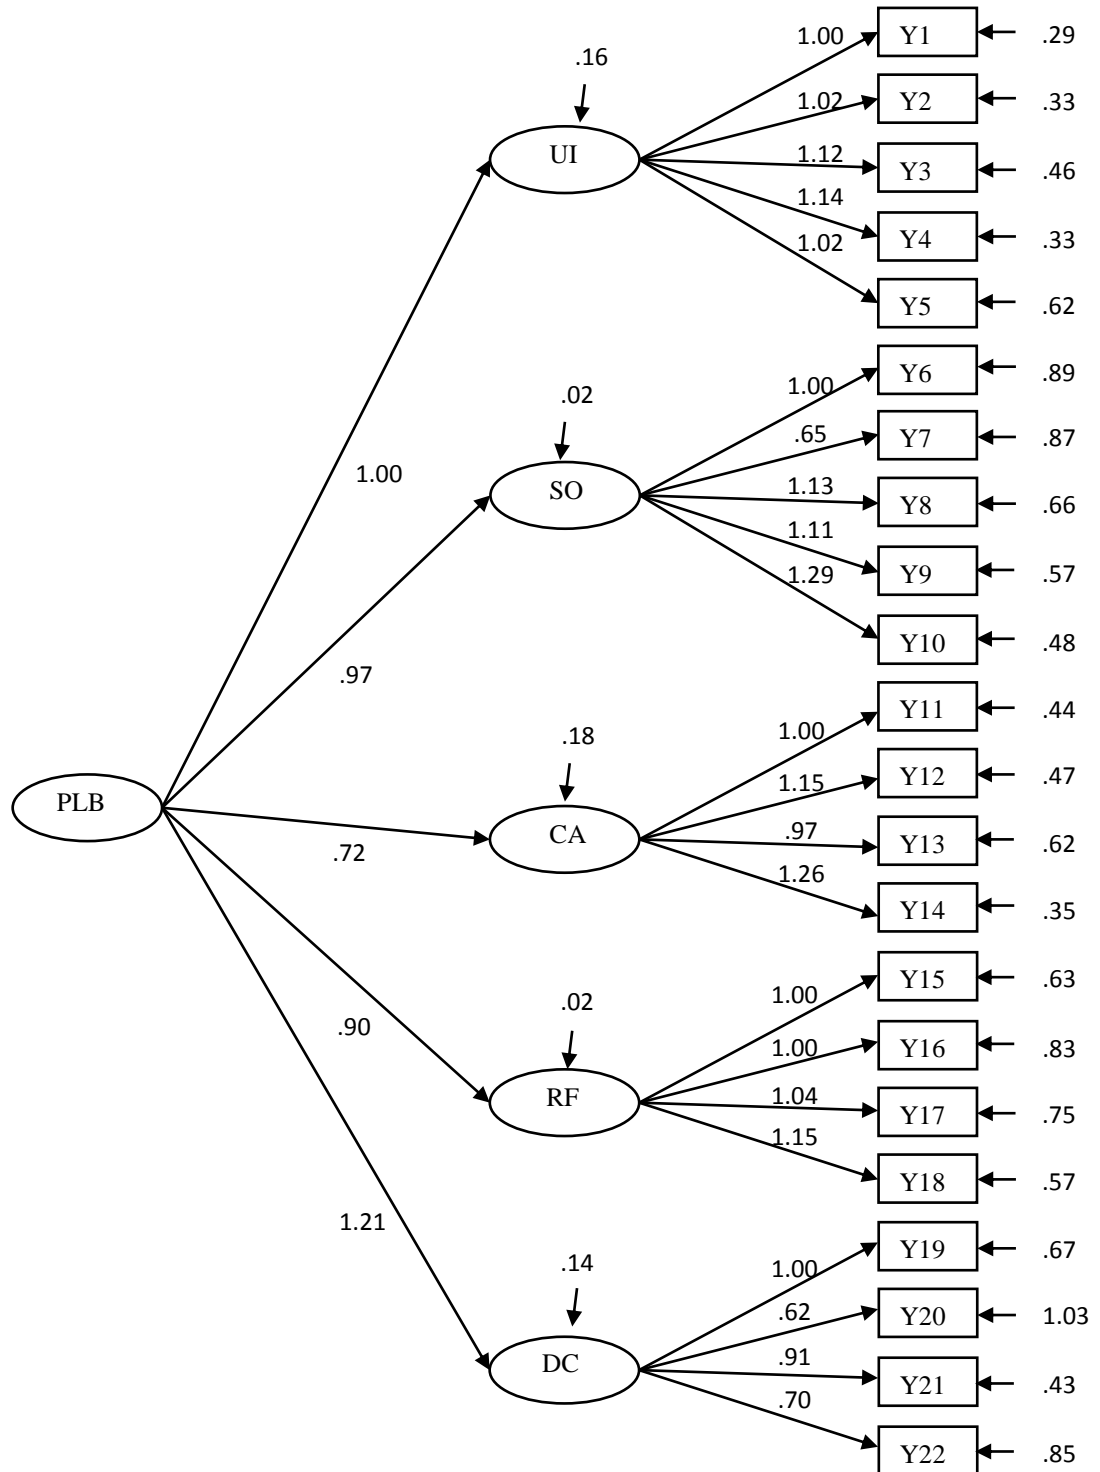 1.00 Y1 .29
.16
1.02 Y2 .33
UI 1.12 Y3 .46
1.14 Y4 .33
1.02 Y5 .62
1.00 Y6 .89
.02
.65 Y7 .87
1.00
SO 1.13 Y8 .66
1.11 Y9 .57
1.29 Y10 .48
.97
1.00 Y11 .44
.18
1.15 Y12 .47
PLB
CA .97 Y13 .62
.72
1.26 Y14 .35
1.00 Y15 .63
.02
.90
1.00 Y16 .83
RF 1.04 Y17 .75
1.15 Y18 .57
1.21
1.00 Y19 .67
.14
.62 Y20 1.03
DC .91 Y21 .43
.70 Y22 .85